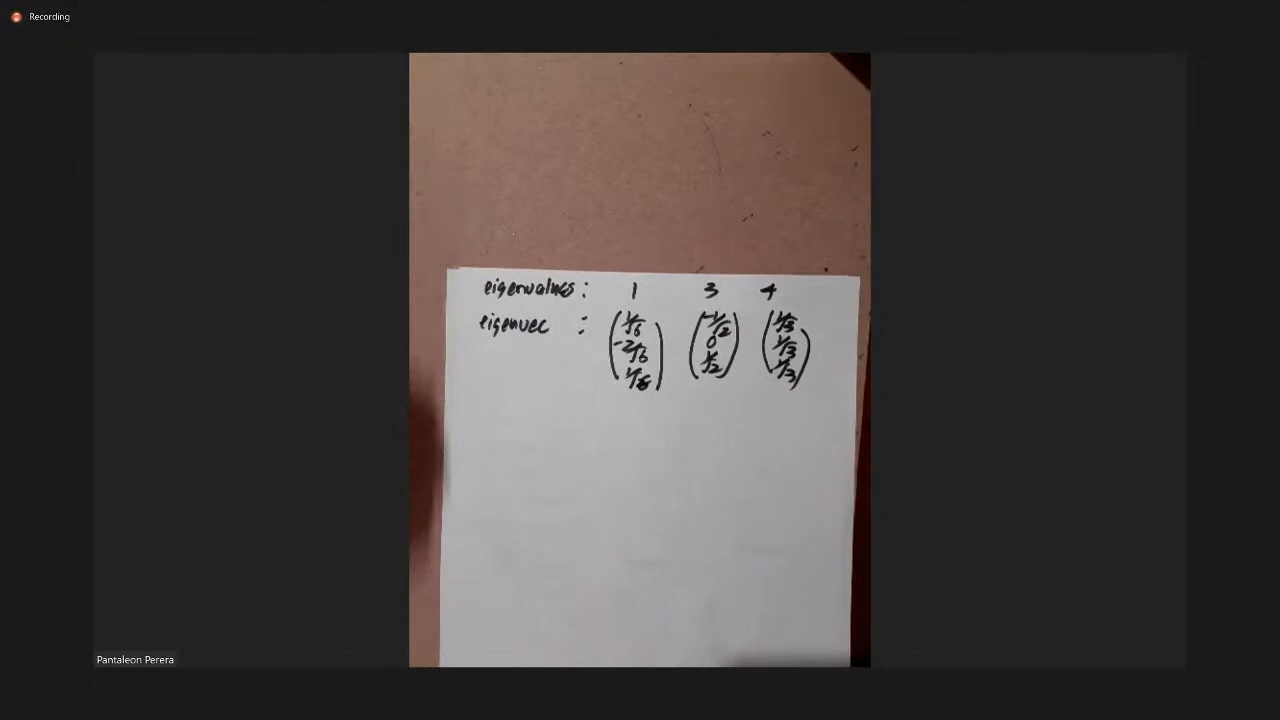 Recording
eigenvalues : 1 3 4
eigenvec : (1/√6 -2/√6 1/√6) (-1/√2 0 1/√2) (1/√3 1/√3 1/√3)
Pantaleon Perera